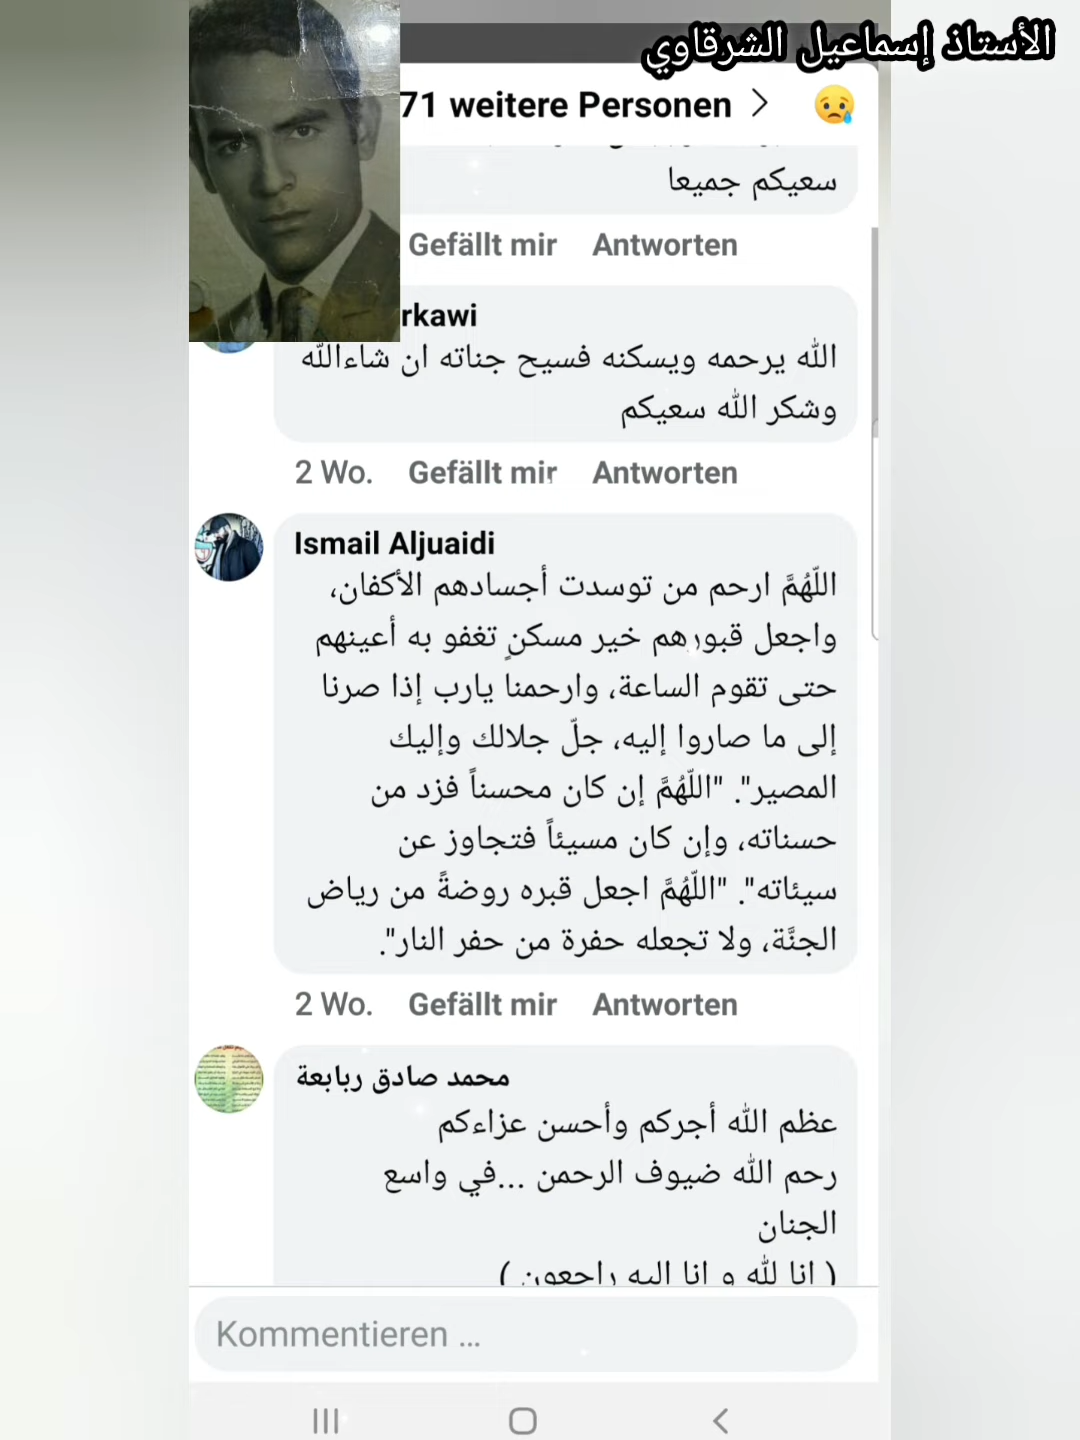 الأستاذ إسماعيل الشرقاوي
71 weitere Personen
سعيكم جميعا
Gefällt mir Antworten
rkawi
الله يرحمه ويسكنه فسيح جناته ان شاءالله
وشكر الله سعيكم
2 Wo. Gefällt mir Antworten
Ismail Aljuaidi
اللّهُمَّ ارحم من توسدت أجسادهم الأكفان،
واجعل قبورهم خير مسكنٍ تغفو به أعينهم
حتى تقوم الساعة، وارحمنا يارب إذا صرنا
إلى ما صاروا إليه، جلّ جلالك وإليك
المصير". "اللّهُمَّ إن كان محسناً فزد من
حسناته، وإن كان مسيئاً فتجاوز عن
سيئاته". "اللّهُمَّ اجعل قبره روضةً من رياض
الجنَّة، ولا تجعله حفرة من حفر النار".
2 Wo. Gefällt mir Antworten
محمد صادق ربابعة
عظم الله أجركم وأحسن عزاءكم
رحم الله ضيوف الرحمن ...في واسع
الجنان
( انا لله و انا اليه راجعون )
Kommentieren ...